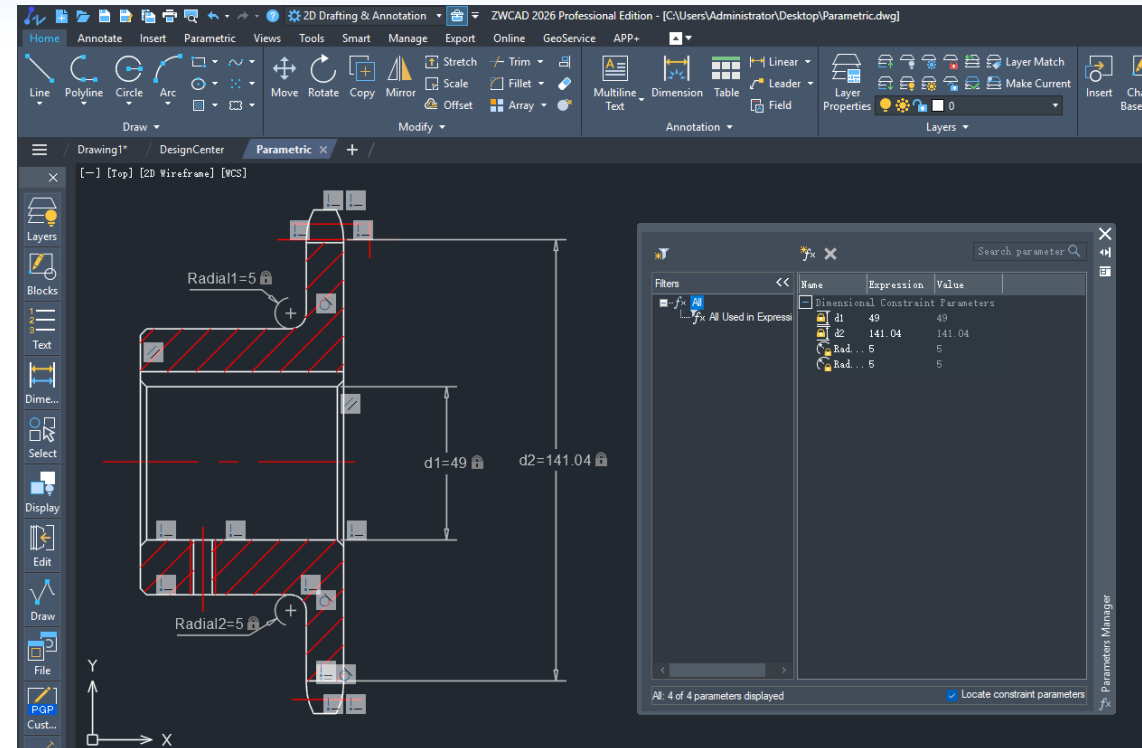 2D Drafting & Annotation
ZWCAD 2026 Professional Edition - [C:\Users\Administrator\Desktop\Parametric.dwg]
Home Annotate Insert Parametric Views Tools Smart Manage Export Online GeoService APP+
Line Polyline Circle Arc
Move Rotate Copy Mirror
Stretch Trim
Scale Fillet
Offset Array
Multiline Text
Dimension Table
Linear
Leader
Field
Layer Properties
Layer Match
Make Current
0
Insert
Draw Modify Annotation Layers
Drawing1* DesignCenter Parametric
[—] [Top] [2D Wireframe] [WCS]
Layers
Blocks
1
2
3
Text
Dime...
Select
Display
Edit
Draw
File
PGP
Cust...
Radial1=5
d1=49
d2=141.04
Radial2=5
Y
X
Search parameter
Filters <<
All
All Used in Expressi
Name Expression Value
Dimensional Constraint Parameters
d1 49 49
d2 141.04 141.04
Rad... 5 5
Rad... 5 5
All: 4 of 4 parameters displayed
Locate constraint parameters
Parameters Manager